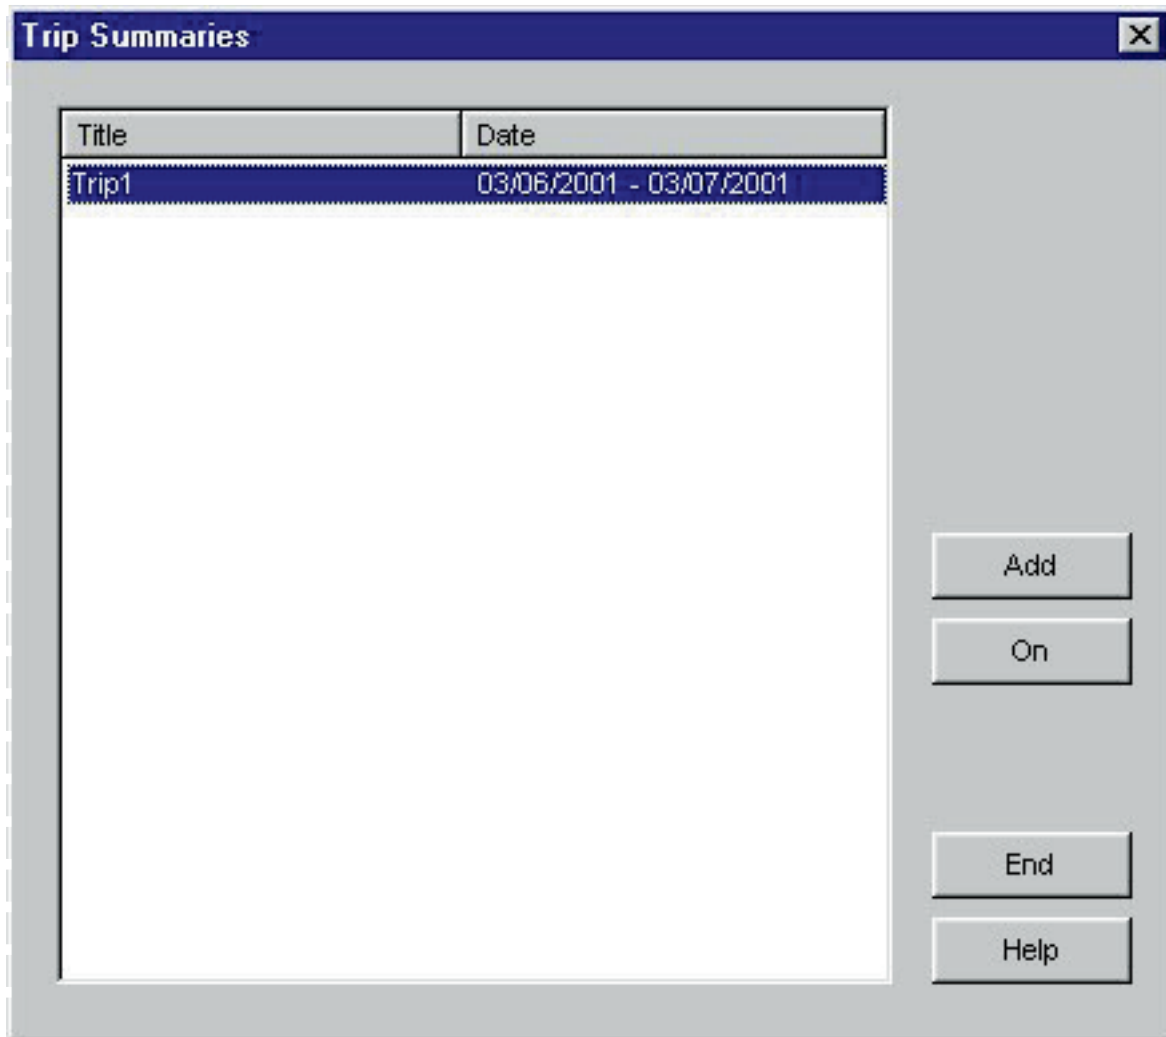 Trip Summaries
Title Date
Trip1 03/06/2001 - 03/07/2001
Add
On
End
Help